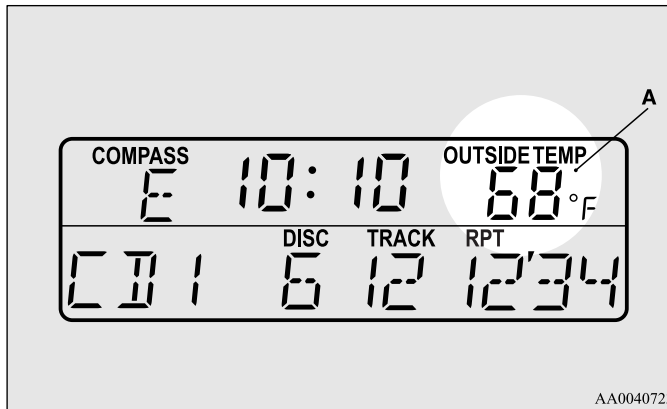 A
COMPASS OUTSIDE TEMP
E 10:10 68°F
DISC TRACK RPT
CD1 6 12 12'34
AA004072